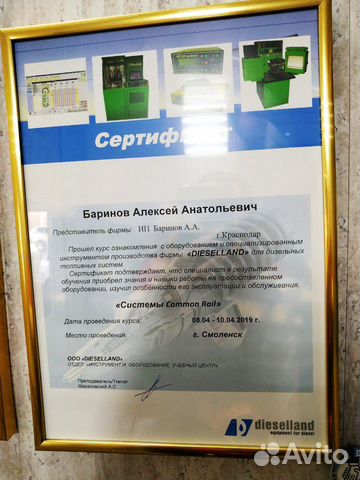 Сертификат
Баринов Алексей Анатольевич
Представитель фирмы: ИП Баринов А.А.
г.Краснодар
Прошел курс ознакомления с оборудованием и специализированным
инструментом производства фирмы «DIESELLAND» для дизельных
топливных систем.
Сертификат подтверждает, что специалист в результате
обучения приобрел знания и навыки работы на предоставленном
оборудовании, изучил особенности его эксплуатации и обслуживания.
«Системы Common Rail»
Дата проведения курса: 08.04 - 10.04.2019 г.
Место проведения: г. Смоленск
ООО «DIESELLAND»
ОТДЕЛ «ИНСТРУМЕНТ И ОБОРУДОВАНИЕ, УЧЕБНЫЙ ЦЕНТР»
Преподаватель/Trainer
dieselland
equipment for diesel
Avito